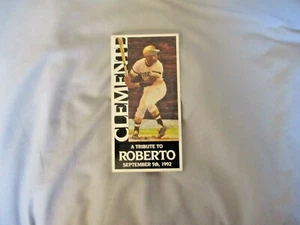 CLEMENTE
A TRIBUTE TO
ROBERTO
SEPTEMBER 5th, 1992